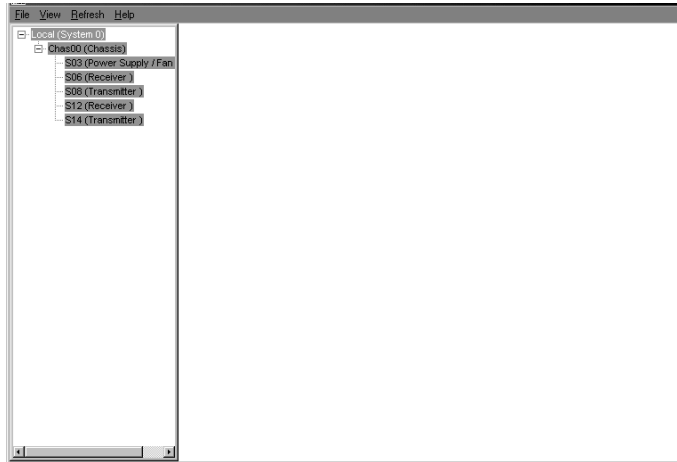 File View Refresh Help
Local (System 0)
Chas00 (Chassis)
S03 (Power Supply / Fan
S06 (Receiver )
S08 (Transmitter )
S12 (Receiver )
S14 (Transmitter )